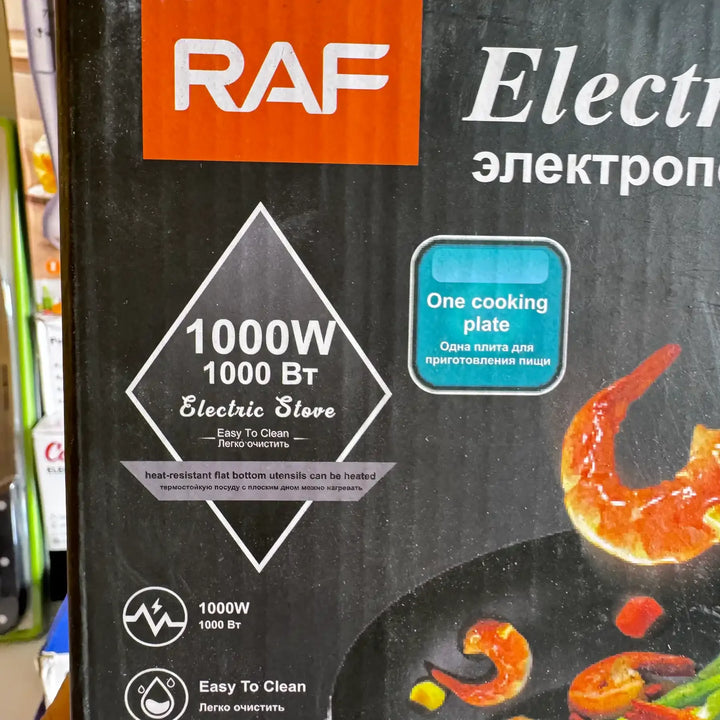 RAF
Electr
электроп
1000W
1000 Вт
Electric Stove
Easy To Clean
Легко очистить
heat-resistant flat bottom utensils can be heated
термостойкую посуду с плоским дном можно нагревать
One cooking
plate
Одна плита для
приготовления пищи
1000W
1000 Вт
Easy To Clean
Легко очистить